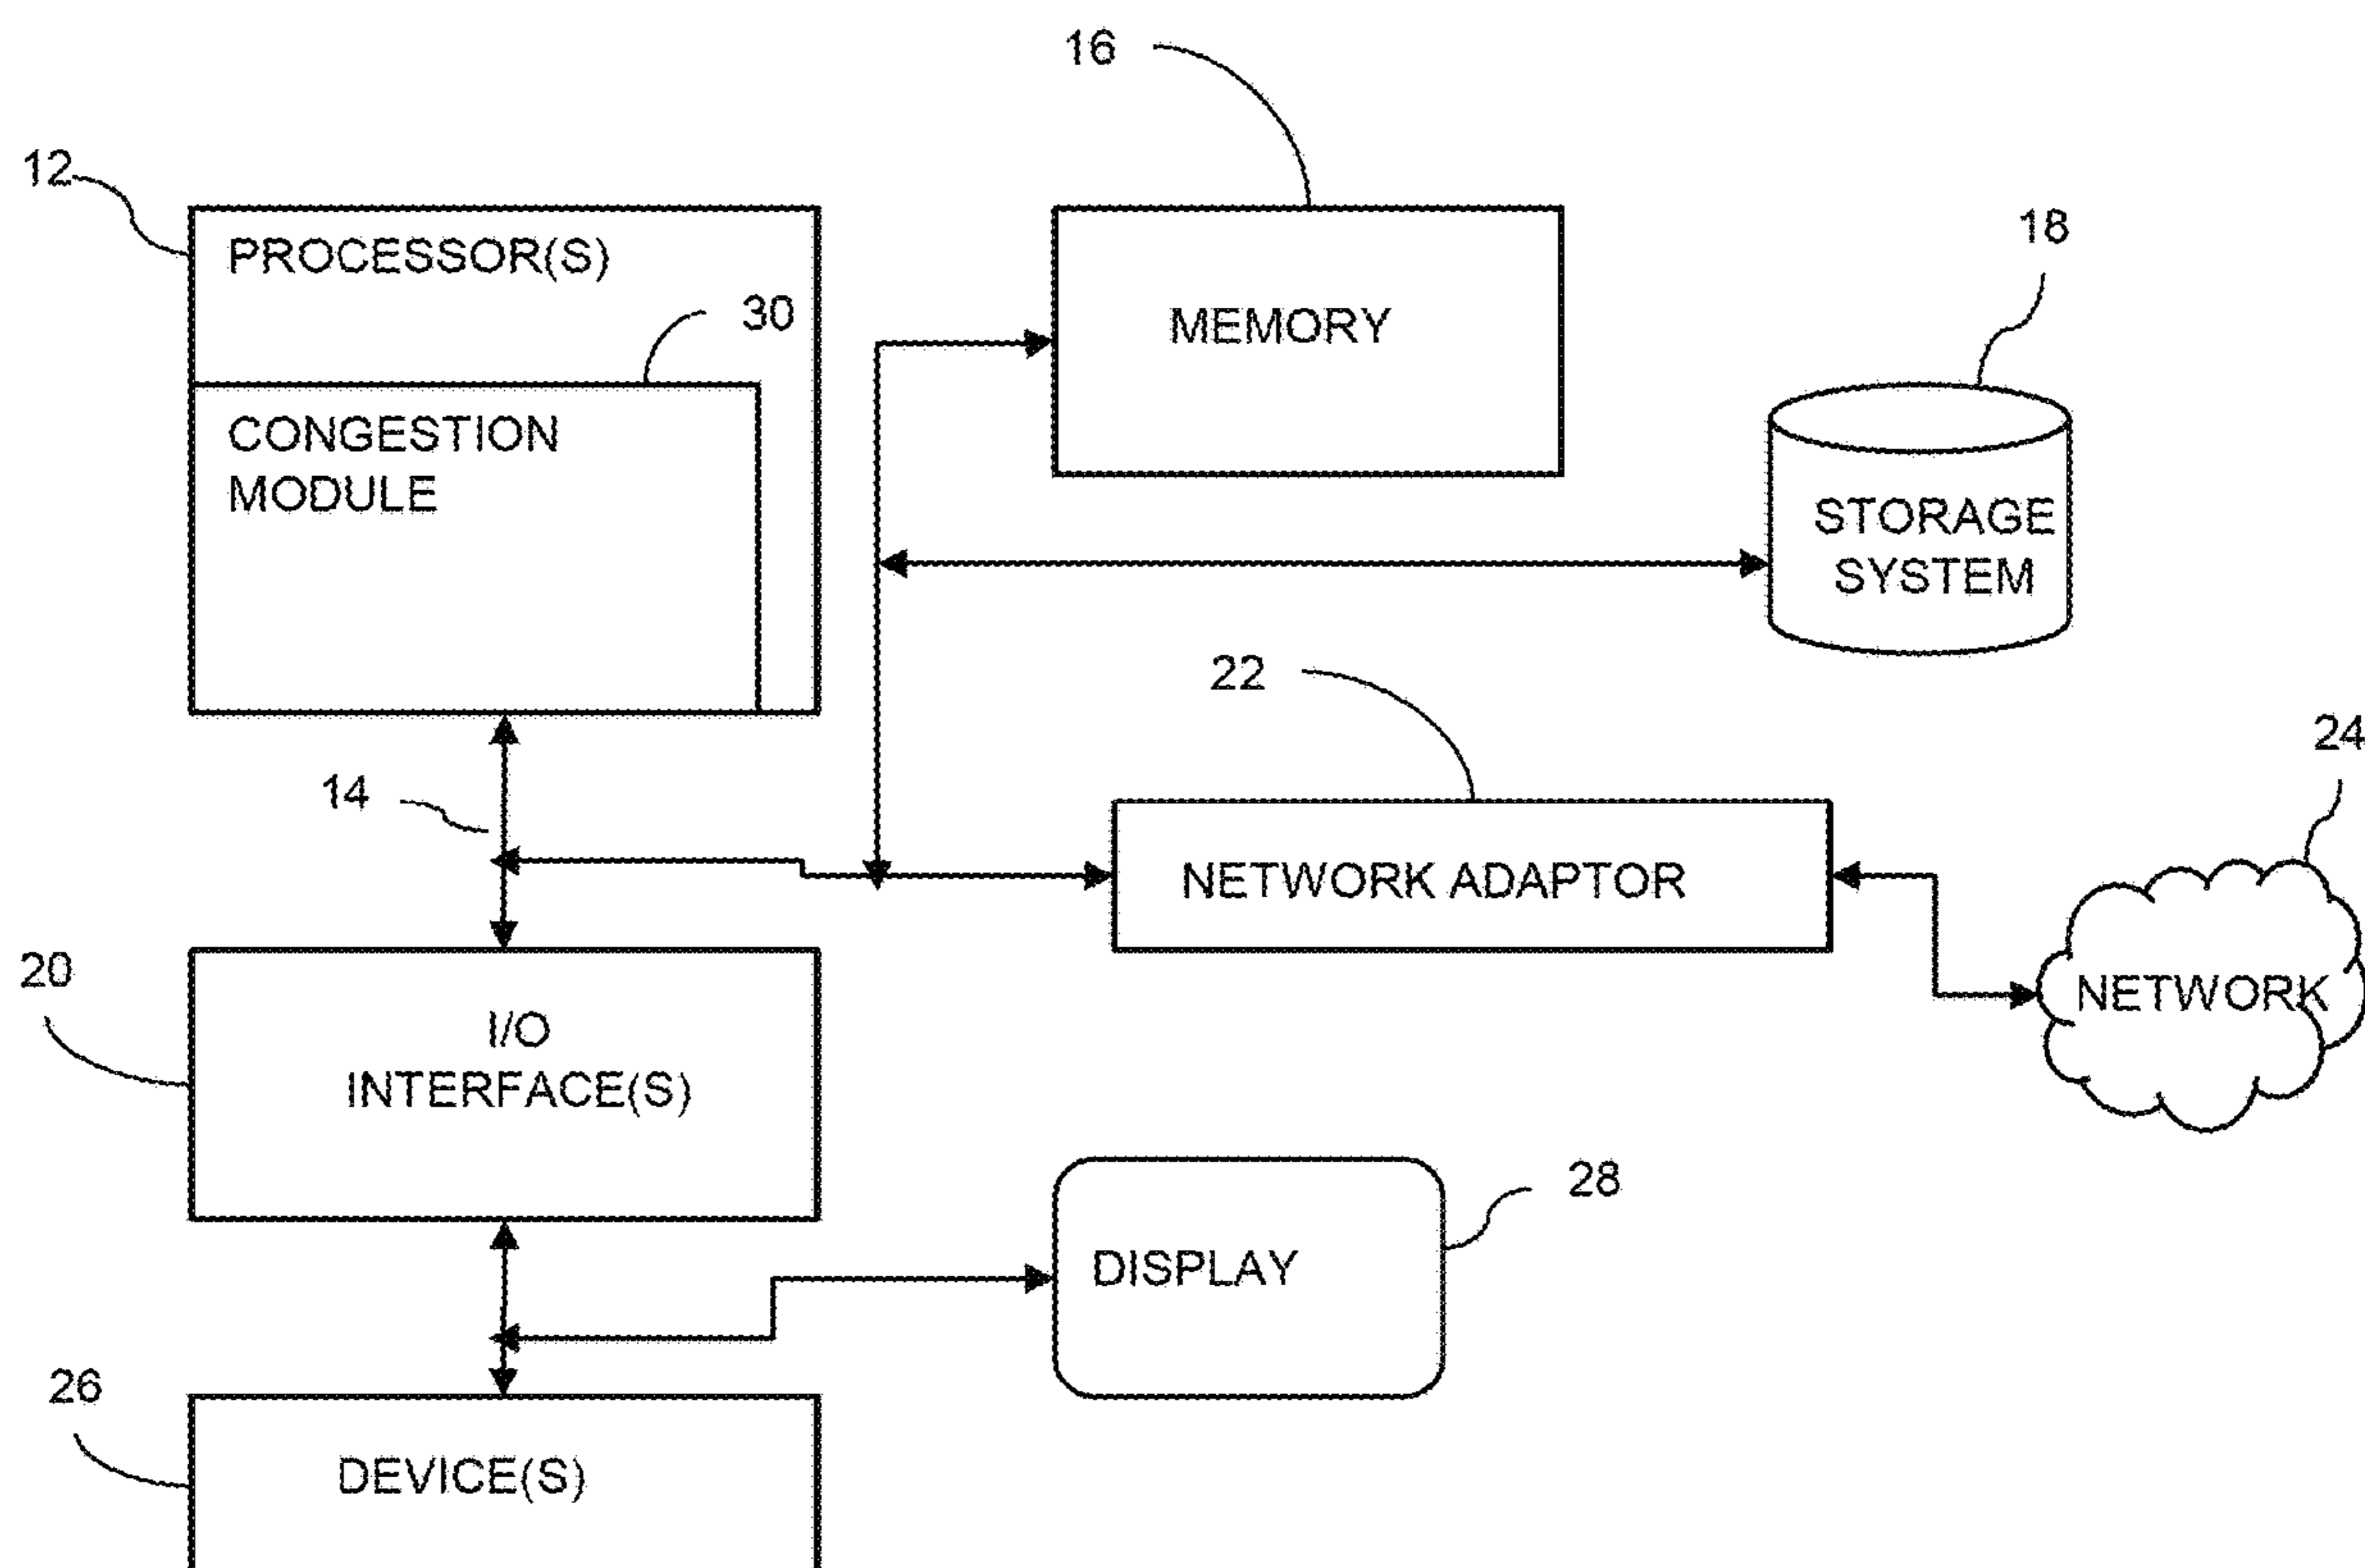 16
12
PROCESSOR(S)
18
30
MEMORY
CONGESTION
MODULE
STORAGE
SYSTEM
22
24
14
NETWORK ADAPTOR
20
NETWORK
I/O
INTERFACE(S)
28
DISPLAY
26
DEVICE(S)